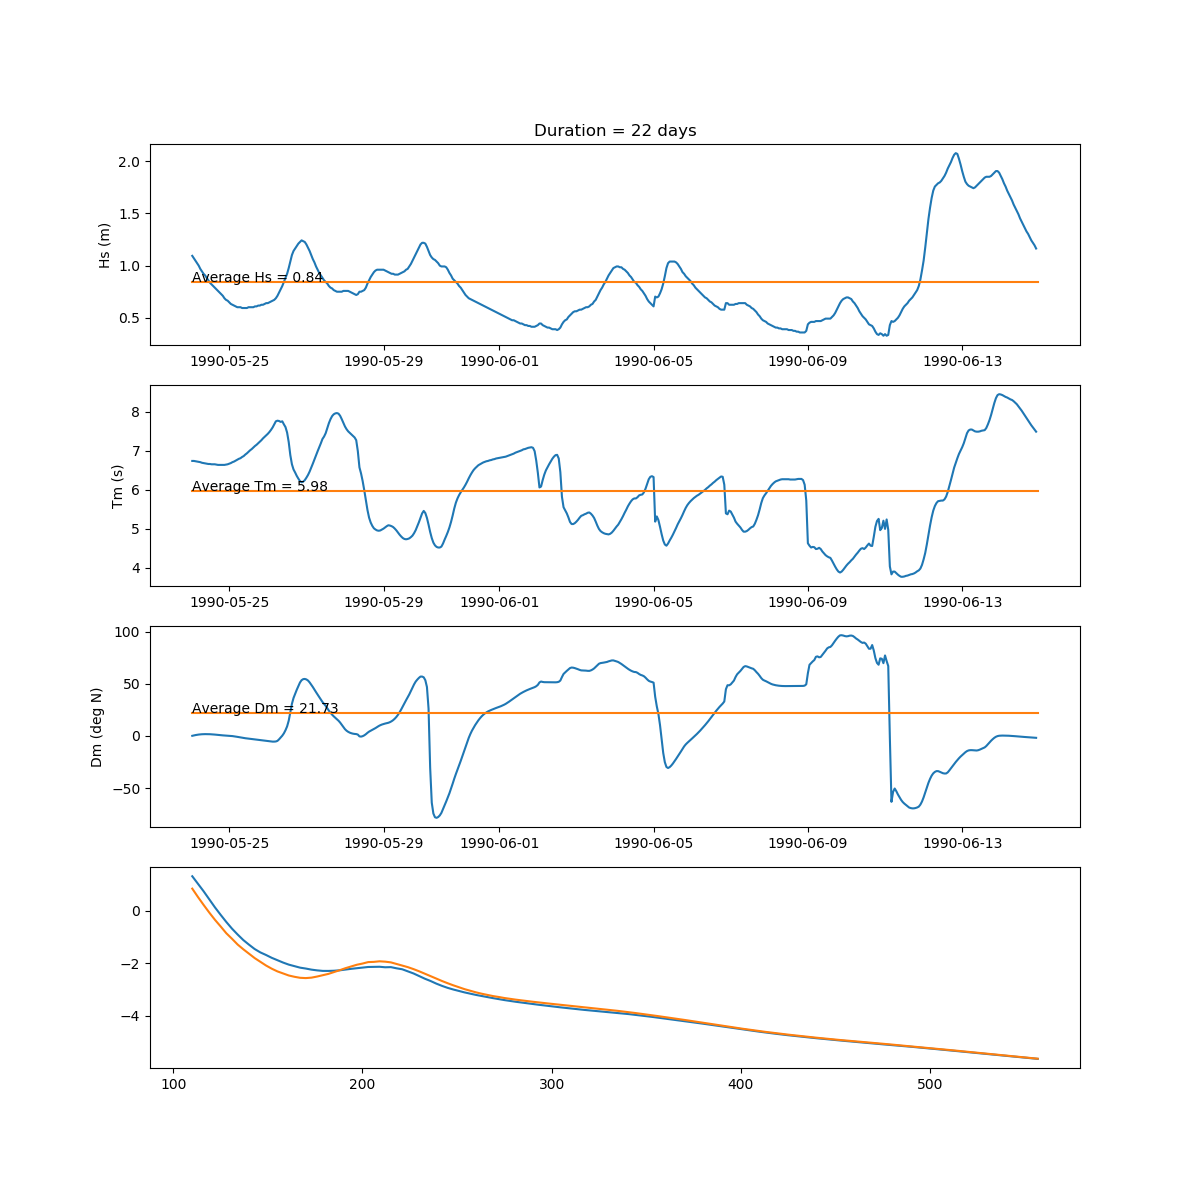 Duration = 22 days
2.0
1.5
1.0
0.5
Hs (m)
Average Hs = 0.84
1990-05-25 1990-05-29 1990-06-01 1990-06-05 1990-06-09 1990-06-13
8
7
6
5
4
Tm (s)
Average Tm = 5.98
1990-05-25 1990-05-29 1990-06-01 1990-06-05 1990-06-09 1990-06-13
100
50
0
−50
Dm (deg N)
Average Dm = 21.73
1990-05-25 1990-05-29 1990-06-01 1990-06-05 1990-06-09 1990-06-13
0
−2
−4
100 200 300 400 500